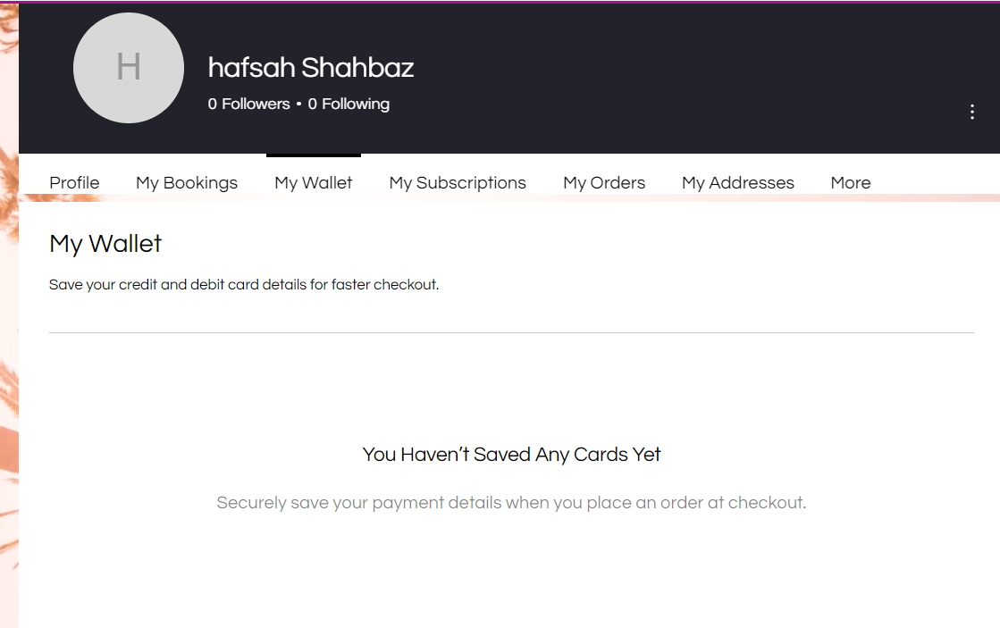 H
hafsah Shahbaz
0 Followers • 0 Following
Profile My Bookings My Wallet My Subscriptions My Orders My Addresses More
My Wallet
Save your credit and debit card details for faster checkout.
You Haven’t Saved Any Cards Yet
Securely save your payment details when you place an order at checkout.